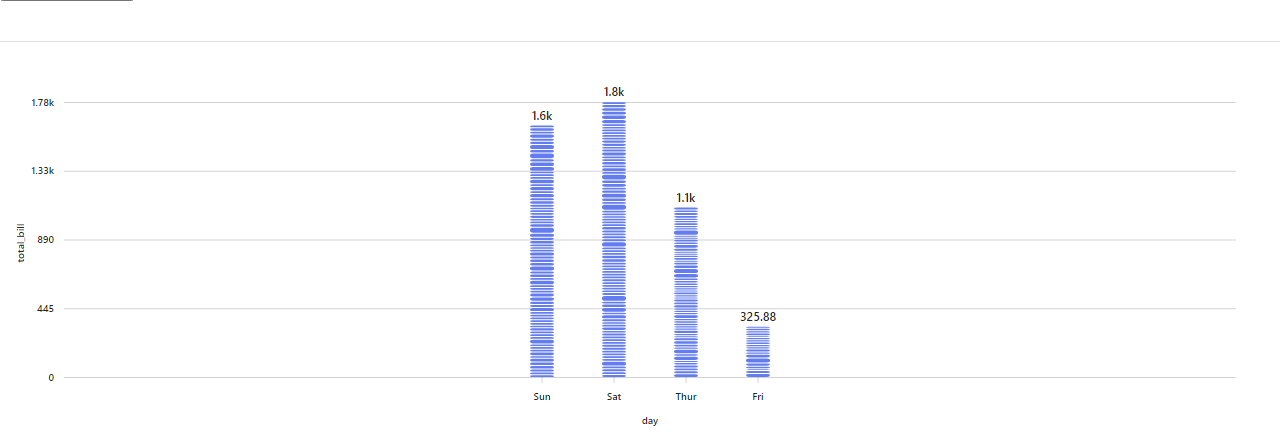 1.8k
1.78k
1.6k
1.33k
1.1k
890
total_bill
445
325.88
0
Sun Sat Thur Fri
day